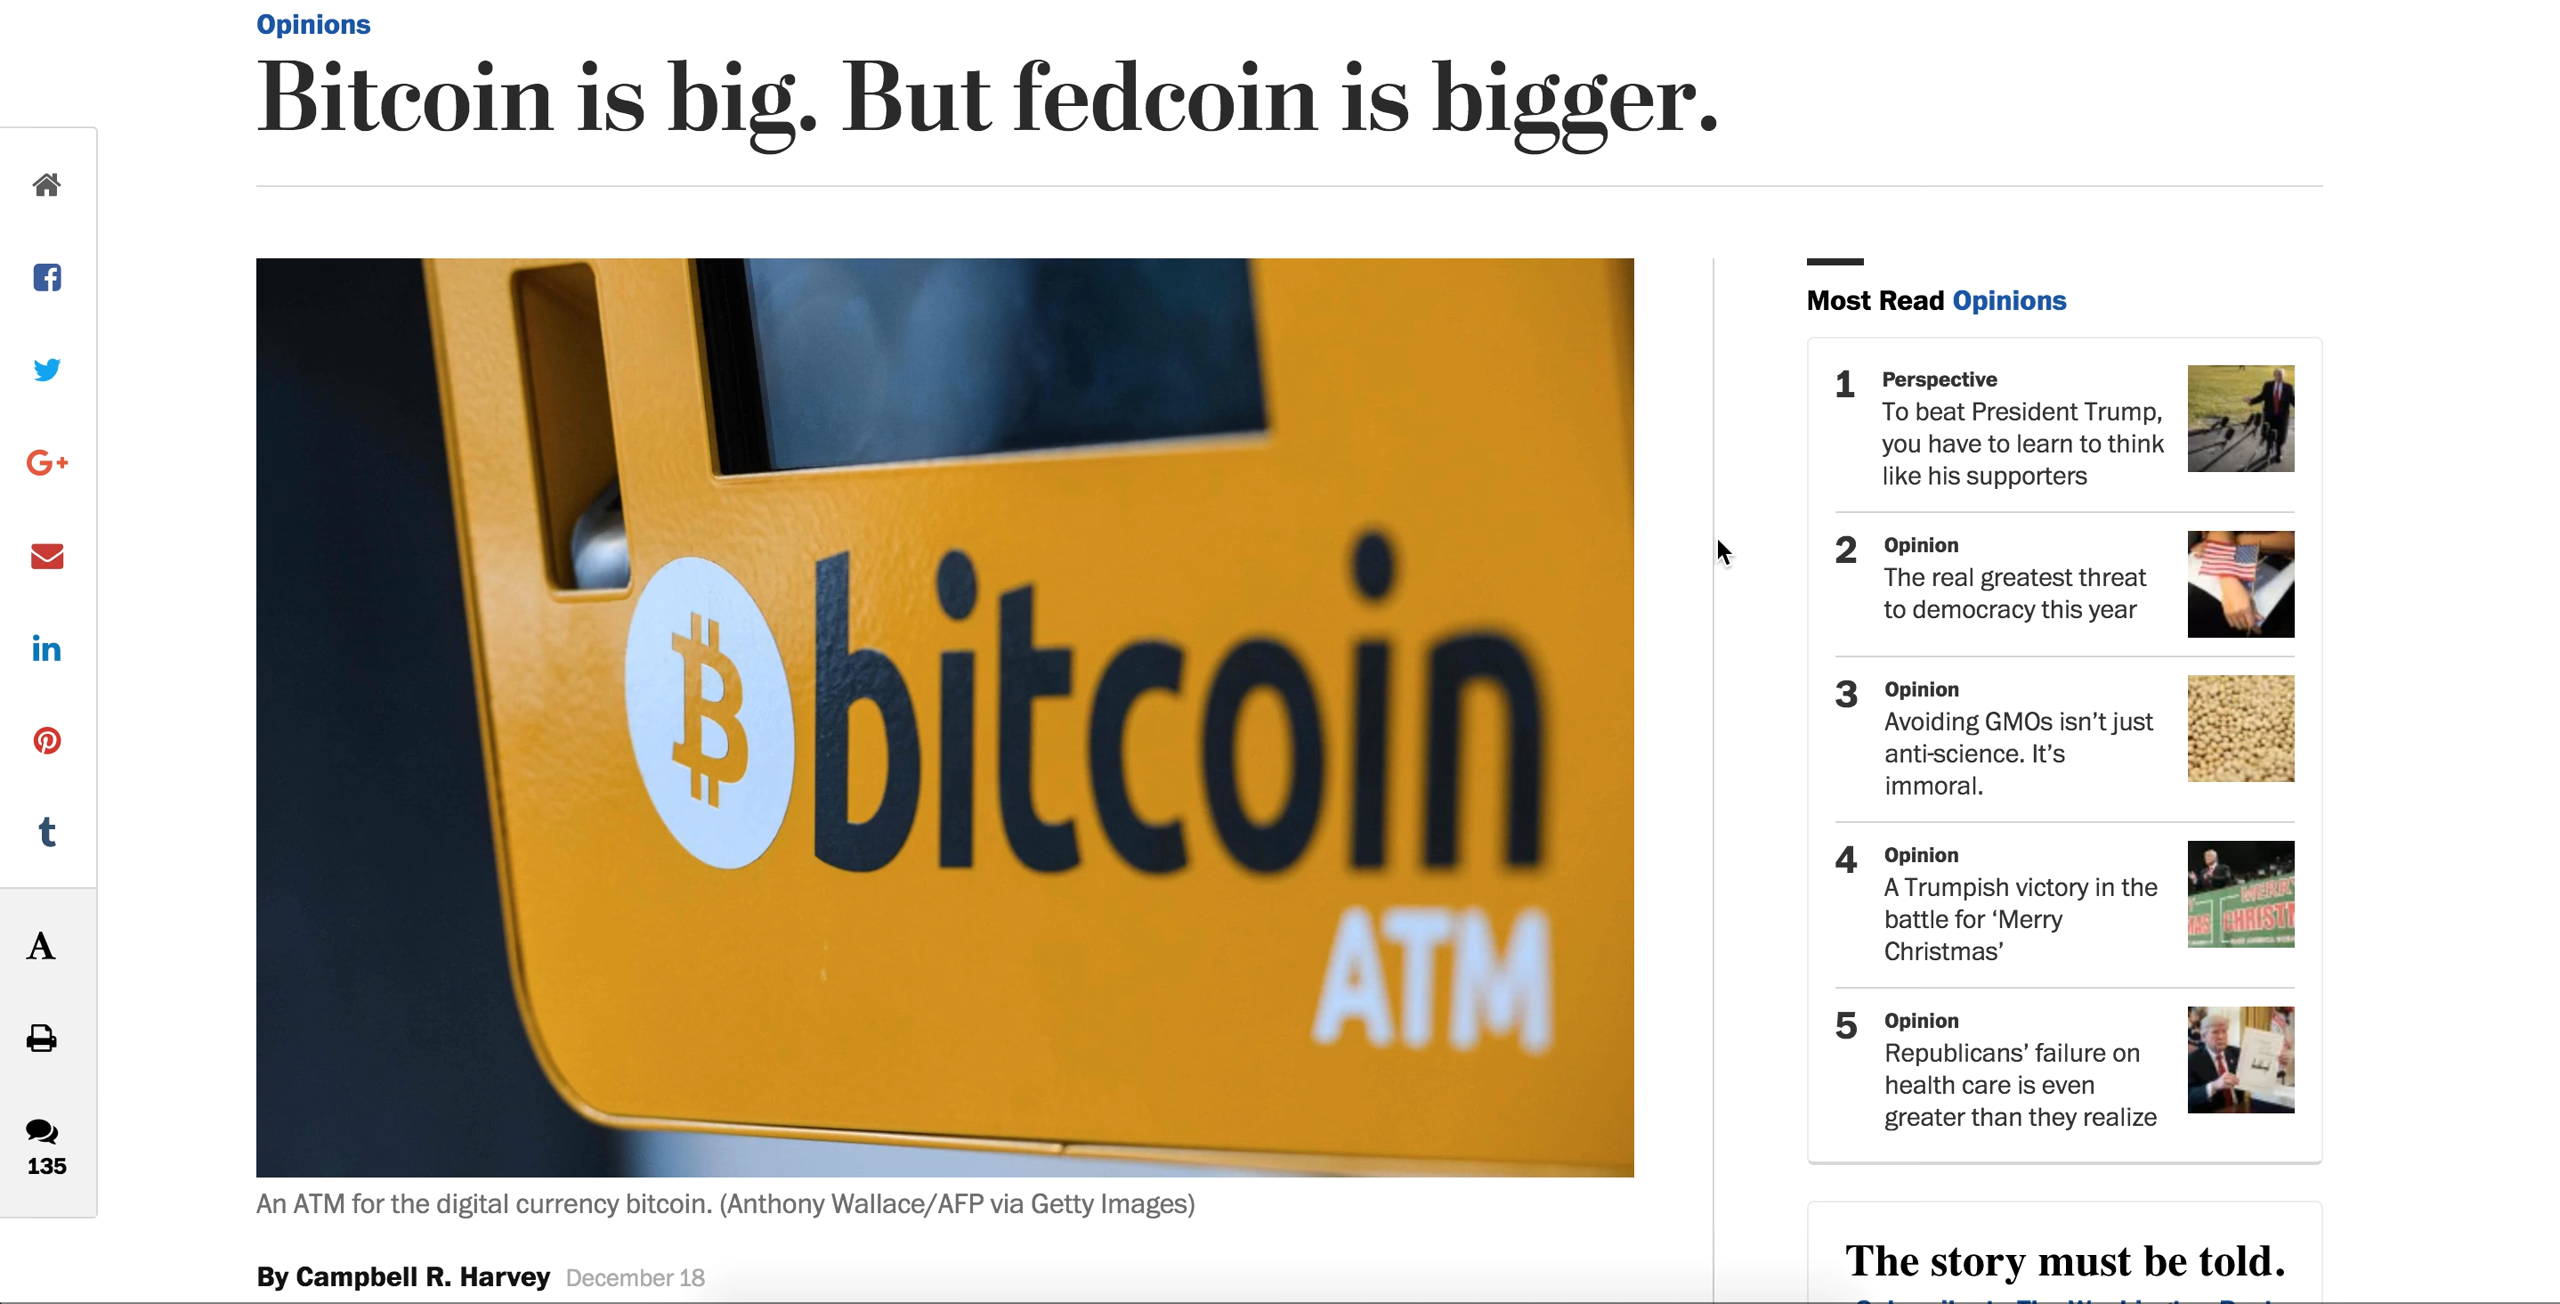 Opinions
Bitcoin is big. But fedcoin is bigger.
135
bitcoin
ATM
An ATM for the digital currency bitcoin. (Anthony Wallace/AFP via Getty Images)
By Campbell R. Harvey December 18
Most Read Opinions
1 Perspective
To beat President Trump,
you have to learn to think
like his supporters
2 Opinion
The real greatest threat
to democracy this year
3 Opinion
Avoiding GMOs isn’t just
anti-science. It’s
immoral.
4 Opinion
A Trumpish victory in the
battle for ‘Merry
Christmas’
5 Opinion
Republicans’ failure on
health care is even
greater than they realize
The story must be told.